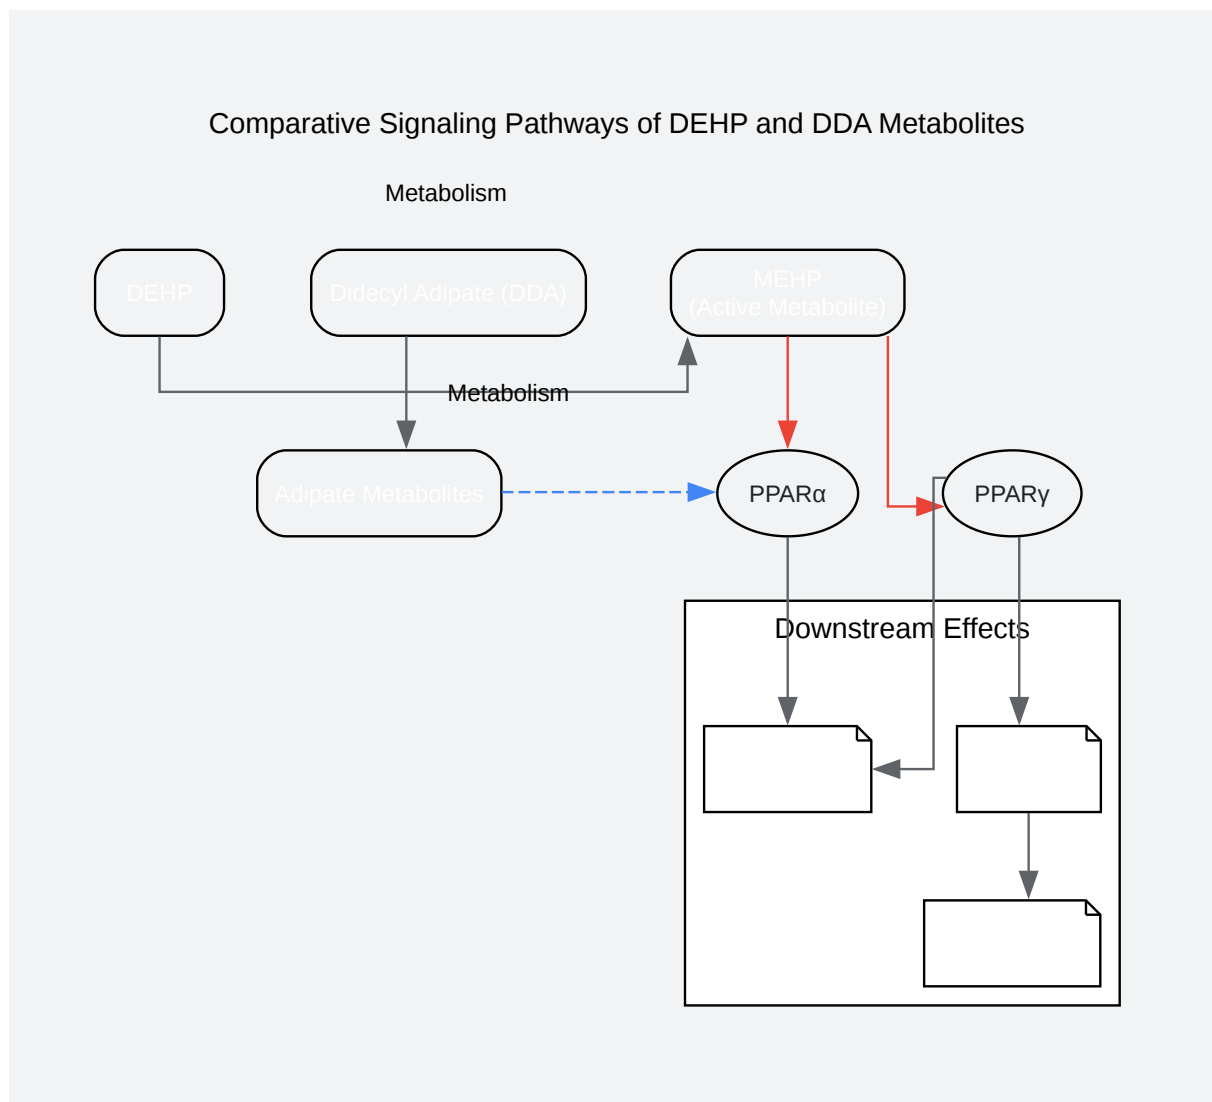 Comparative Signaling Pathways of DEHP and DDA Metabolites
Metabolism
DEHP
Didecyl Adipate (DDA)
MEHP
(Active Metabolite)
Metabolism
Adipate Metabolites
PPARα
PPARγ
Downstream Effects